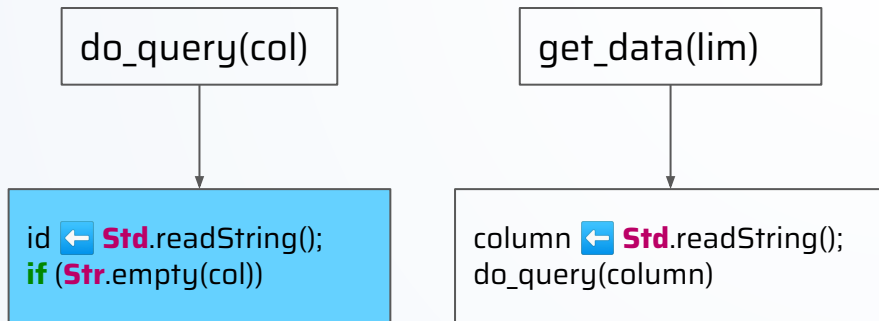 do_query(col)
get_data(lim)
id ⬅ Std.readString();
if (Str.empty(col))
column ⬅ Std.readString();
do_query(column)